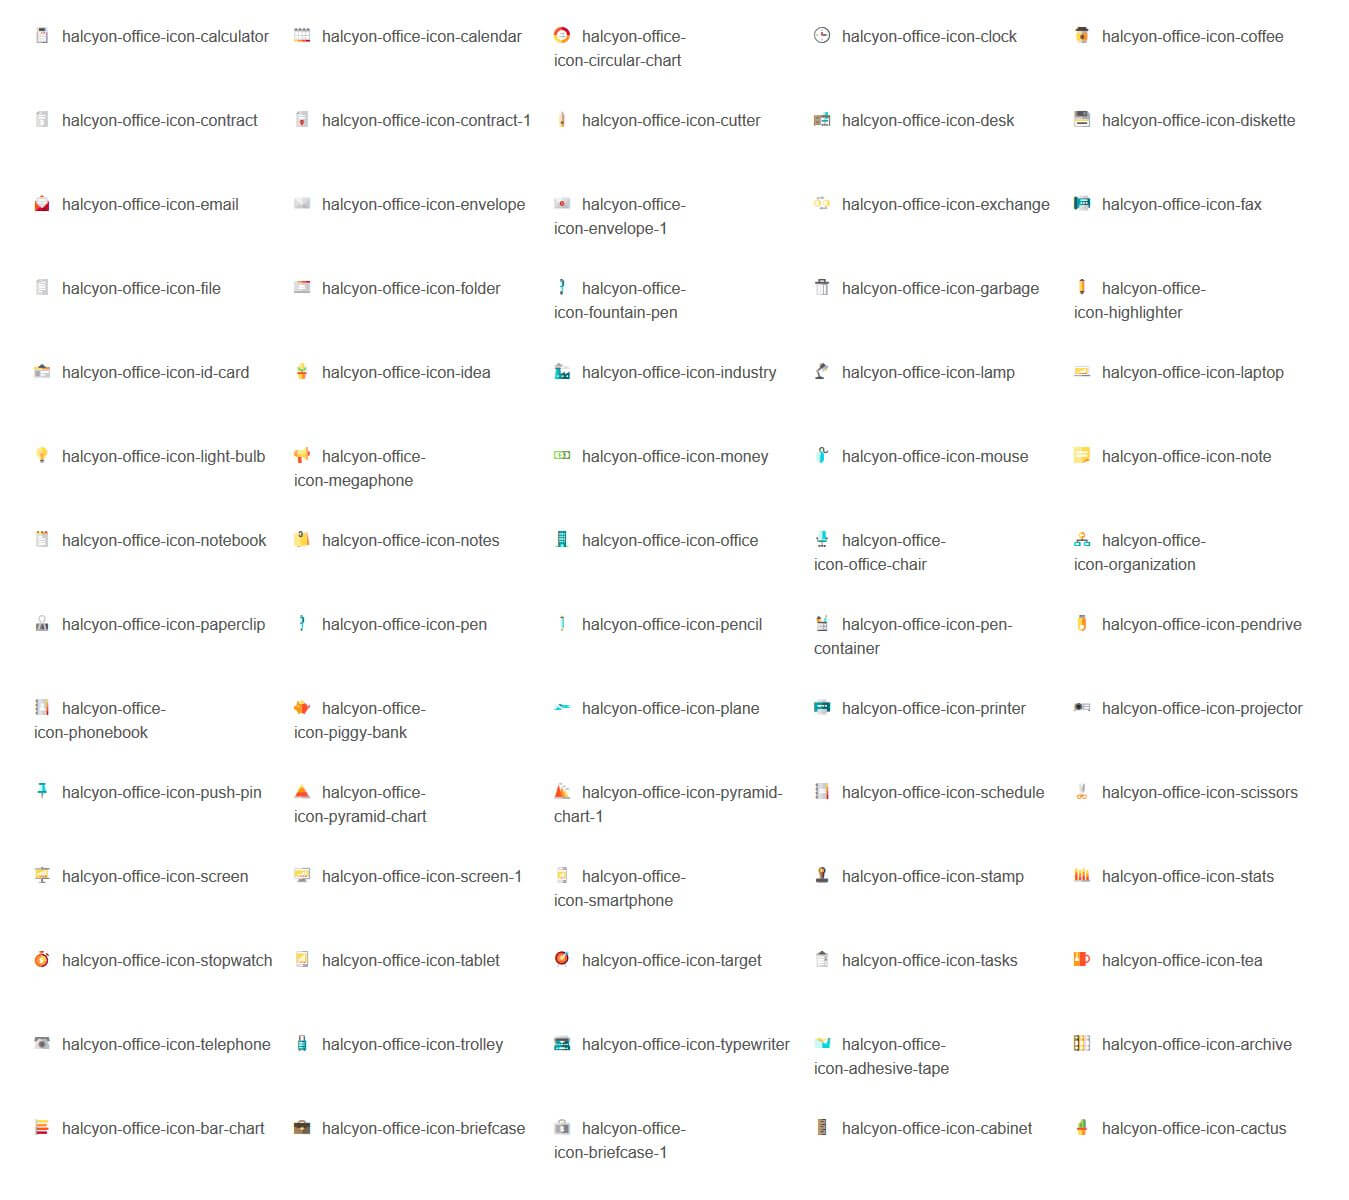 halcyon-office-icon-calculator
halcyon-office-icon-calendar
halcyon-office-
icon-circular-chart
halcyon-office-icon-clock
halcyon-office-icon-coffee
halcyon-office-icon-contract
halcyon-office-icon-contract-1
halcyon-office-icon-cutter
halcyon-office-icon-desk
halcyon-office-icon-diskette
halcyon-office-icon-email
halcyon-office-icon-envelope
halcyon-office-
icon-envelope-1
halcyon-office-icon-exchange
halcyon-office-icon-fax
halcyon-office-icon-file
halcyon-office-icon-folder
halcyon-office-
icon-fountain-pen
halcyon-office-icon-garbage
halcyon-office-
icon-highlighter
halcyon-office-icon-id-card
halcyon-office-icon-idea
halcyon-office-icon-industry
halcyon-office-icon-lamp
halcyon-office-icon-laptop
halcyon-office-icon-light-bulb
halcyon-office-
icon-megaphone
halcyon-office-icon-money
halcyon-office-icon-mouse
halcyon-office-icon-note
halcyon-office-icon-notebook
halcyon-office-icon-notes
halcyon-office-icon-office
halcyon-office-
icon-office-chair
halcyon-office-
icon-organization
halcyon-office-icon-paperclip
halcyon-office-icon-pen
halcyon-office-icon-pencil
halcyon-office-icon-pen-
container
halcyon-office-icon-pendrive
halcyon-office-
icon-phonebook
halcyon-office-
icon-piggy-bank
halcyon-office-icon-plane
halcyon-office-icon-printer
halcyon-office-icon-projector
halcyon-office-icon-push-pin
halcyon-office-
icon-pyramid-chart
halcyon-office-icon-pyramid-
chart-1
halcyon-office-icon-schedule
halcyon-office-icon-scissors
halcyon-office-icon-screen
halcyon-office-icon-screen-1
halcyon-office-
icon-smartphone
halcyon-office-icon-stamp
halcyon-office-icon-stats
halcyon-office-icon-stopwatch
halcyon-office-icon-tablet
halcyon-office-icon-target
halcyon-office-icon-tasks
halcyon-office-icon-tea
halcyon-office-icon-telephone
halcyon-office-icon-trolley
halcyon-office-icon-typewriter
halcyon-office-
icon-adhesive-tape
halcyon-office-icon-archive
halcyon-office-icon-bar-chart
halcyon-office-icon-briefcase
halcyon-office-
icon-briefcase-1
halcyon-office-icon-cabinet
halcyon-office-icon-cactus